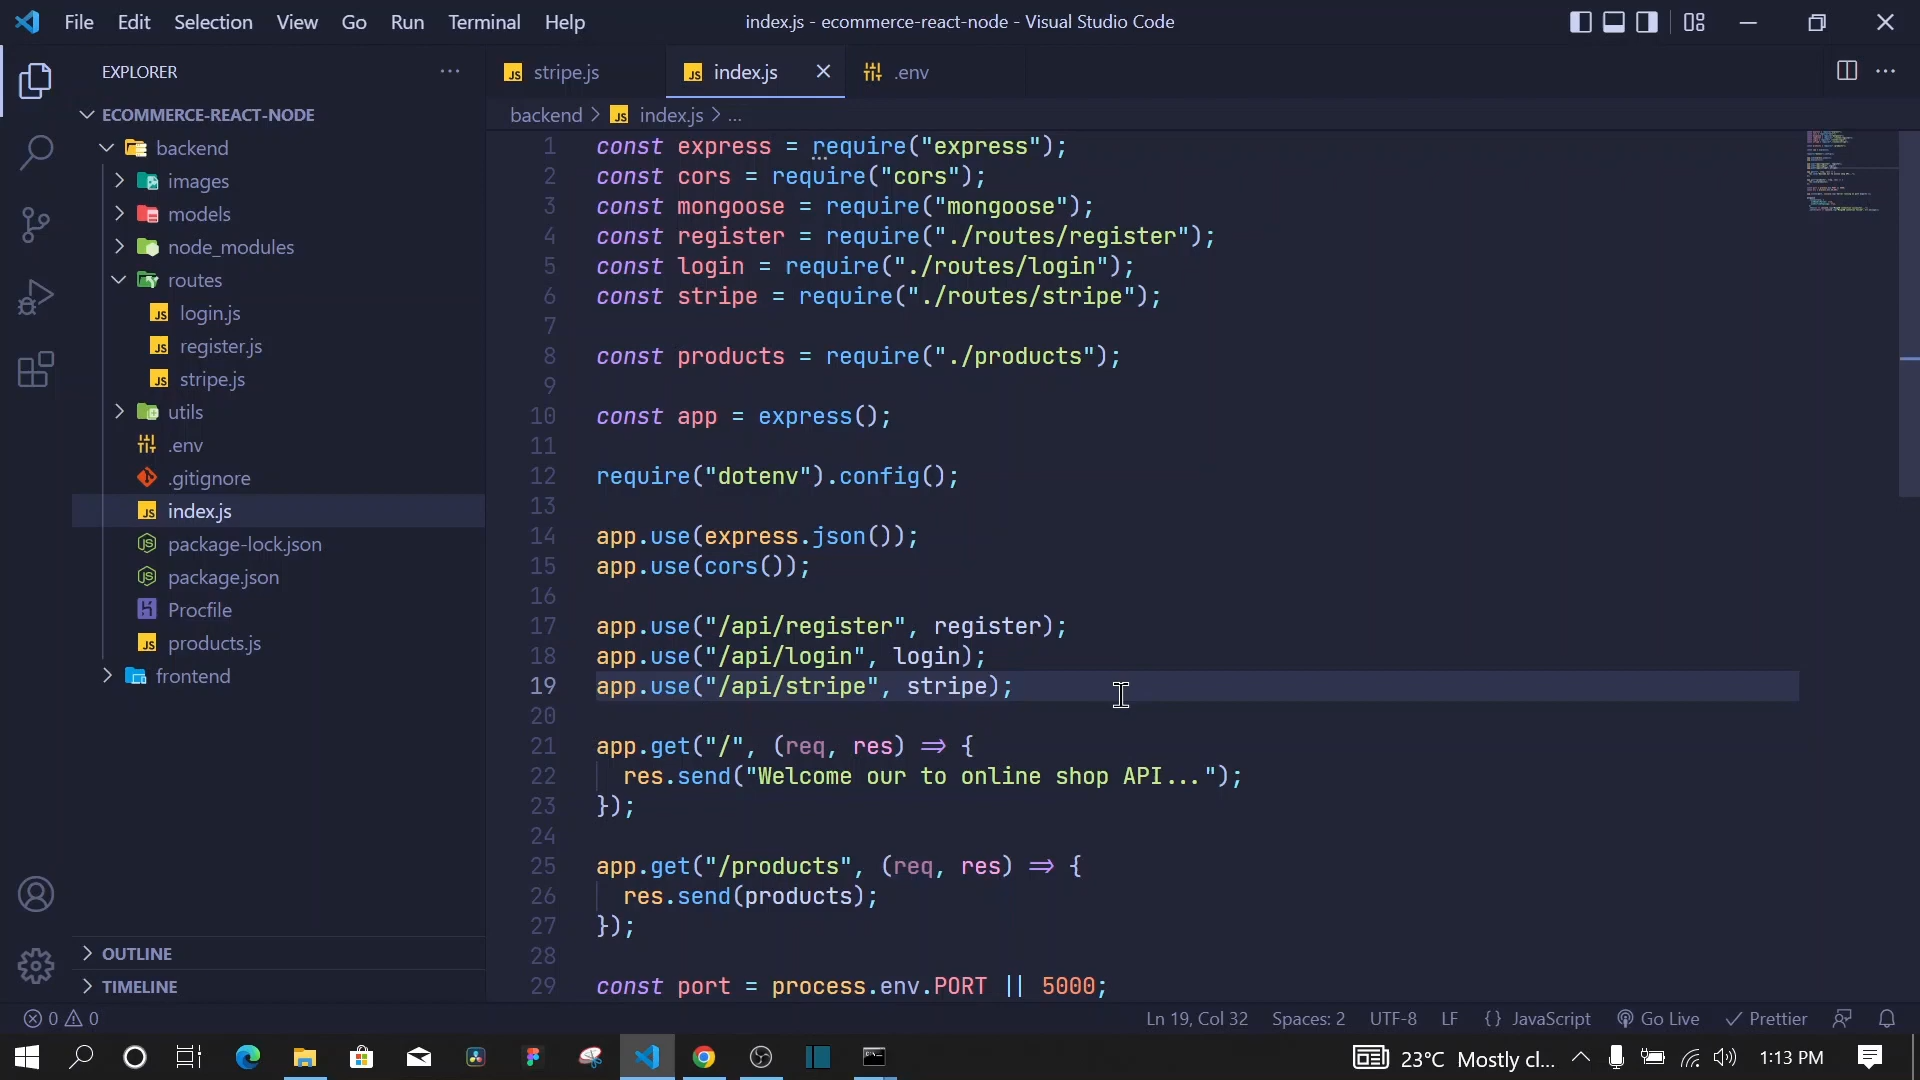 File Edit Selection View Go Run Terminal Help
index.js - ecommerce-react-node - Visual Studio Code
EXPLORER
ECOMMERCE-REACT-NODE
backend
images
models
node_modules
routes
login.js
register.js
stripe.js
utils
.env
.gitignore
index.js
package-lock.json
package.json
Procfile
products.js
frontend
OUTLINE
TIMELINE
stripe.js index.js .env
backend > index.js > ...
1 const express = require("express");
2 const cors = require("cors");
3 const mongoose = require("mongoose");
4 const register = require("./routes/register");
5 const login = require("./routes/login");
6 const stripe = require("./routes/stripe");
7
8 const products = require("./products");
9
10 const app = express();
11
12 require("dotenv").config();
13
14 app.use(express.json());
15 app.use(cors());
16
17 app.use("/api/register", register);
18 app.use("/api/login", login);
19 app.use("/api/stripe", stripe);
20
21 app.get("/", (req, res) => {
22 res.send("Welcome our to online shop API...");
23 });
24
25 app.get("/products", (req, res) => {
26 res.send(products);
27 });
28
29 const port = process.env.PORT || 5000;
0 0 Ln 19, Col 32 Spaces: 2 UTF-8 LF {} JavaScript Go Live Prettier
23°C Mostly cl... 1:13 PM